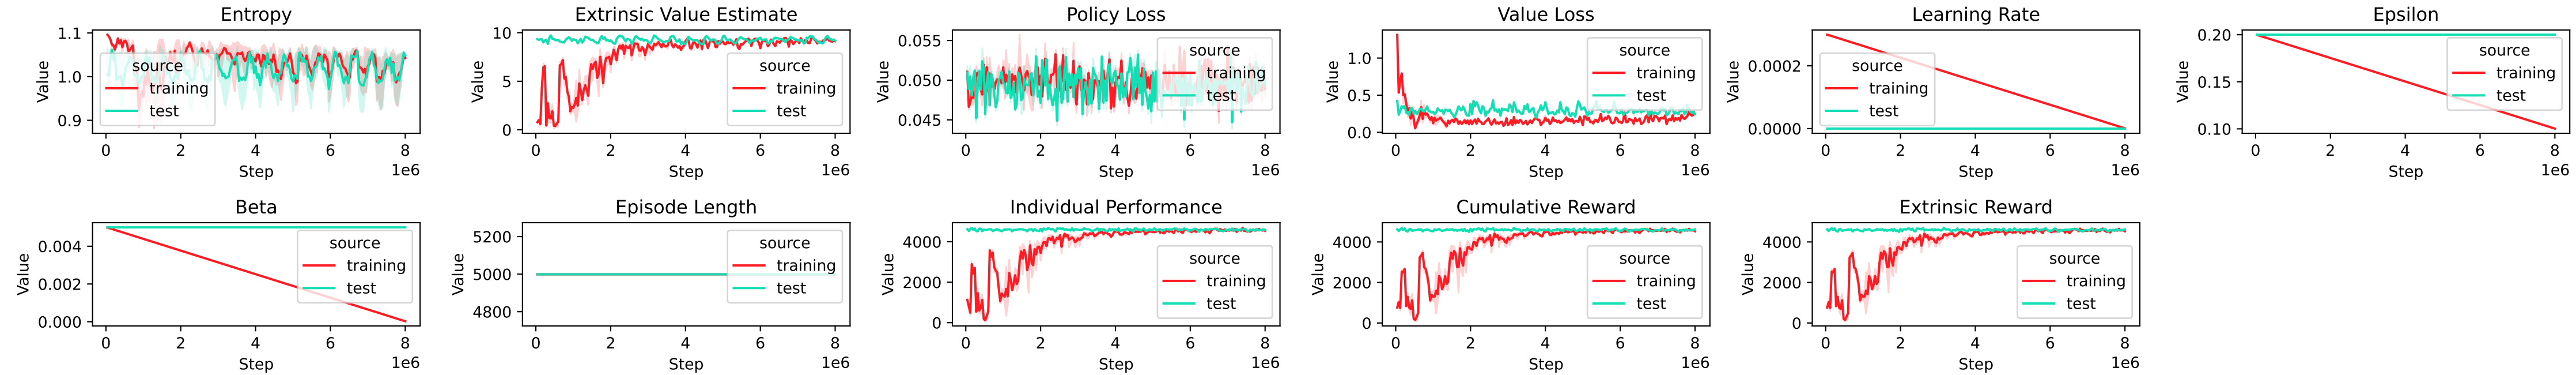 Entropy
Value
1.1
1.0
0.9
source
training
test
0 2 4 6 8
Step
1e6
Extrinsic Value Estimate
Value
10
5
0
source
training
test
0 2 4 6 8
Step
1e6
Policy Loss
Value
0.055
0.050
0.045
source
training
test
0 2 4 6 8
Step
1e6
Value Loss
Value
1.0
0.5
0.0
source
training
test
0 2 4 6 8
Step
1e6
Learning Rate
Value
0.0002
0.0000
source
training
test
0 2 4 6 8
Step
1e6
Epsilon
Value
0.20
0.15
0.10
source
training
test
0 2 4 6 8
Step
1e6
Beta
Value
0.004
0.002
0.000
source
training
test
0 2 4 6 8
Step
1e6
Episode Length
Value
5200
5000
4800
source
training
test
0 2 4 6 8
Step
1e6
Individual Performance
Value
4000
2000
0
source
training
test
0 2 4 6 8
Step
1e6
Cumulative Reward
Value
4000
2000
0
source
training
test
0 2 4 6 8
Step
1e6
Extrinsic Reward
Value
4000
2000
0
source
training
test
0 2 4 6 8
Step
1e6